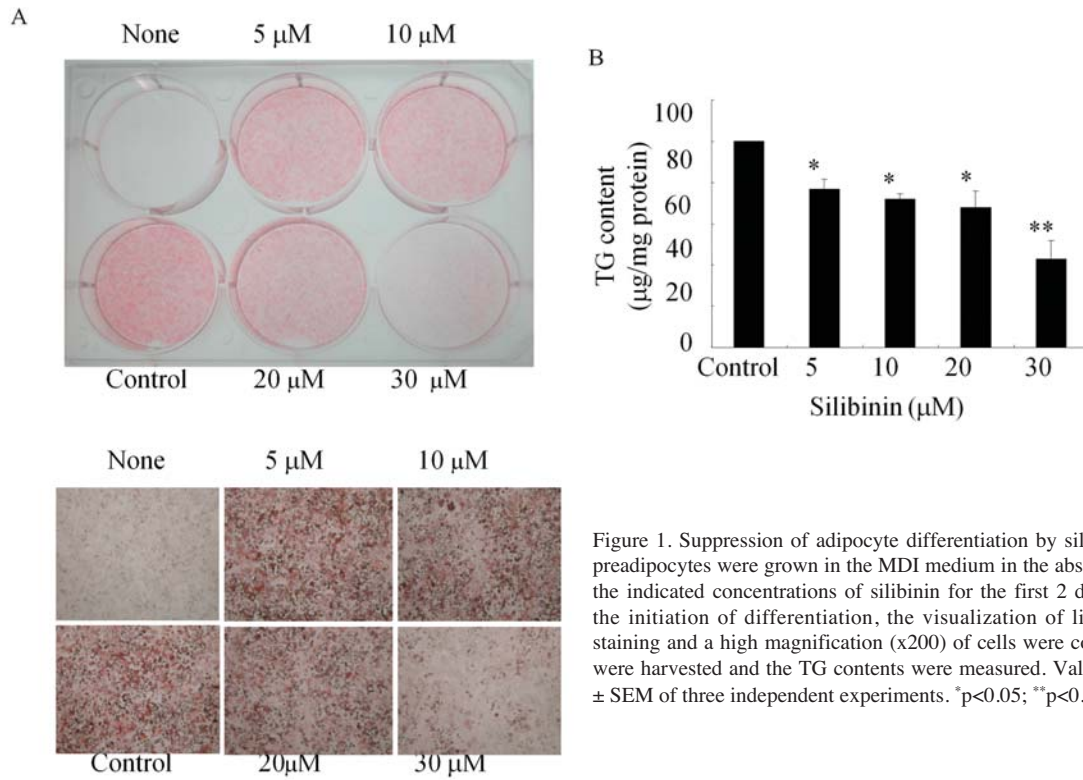 A
None 5 μM 10 μM
Control 20 μM 30 μM
None 5 μM 10 μM
Control 20μM 30 μM
B
100
80
60
40
20
0
TG content
(μg/mg protein)
*
*
*
**
Control 5 10 20 30
Silibinin (μM)
Figure 1. Suppression of adipocyte differentiation by sil
preadipocytes were grown in the MDI medium in the abs
the indicated concentrations of silibinin for the first 2 d
the initiation of differentiation, the visualization of li
staining and a high magnification (x200) of cells were co
were harvested and the TG contents were measured. Val
± SEM of three independent experiments. *p<0.05; **p<0.